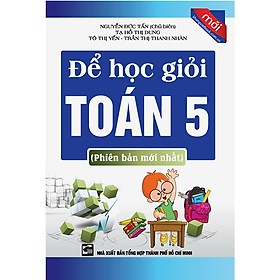 NGUYỄN ĐỨC TẤN (Chủ biên)
TẠ HỒ THỊ DUNG
TÔ THỊ YẾN - TRẦN THỊ THANH NHÀN
mới
Để học giỏi
TOÁN 5
(Phiên bản mới nhất)
NHÀ XUẤT BẢN TỔNG HỢP THÀNH PHỐ HỒ CHÍ MINH